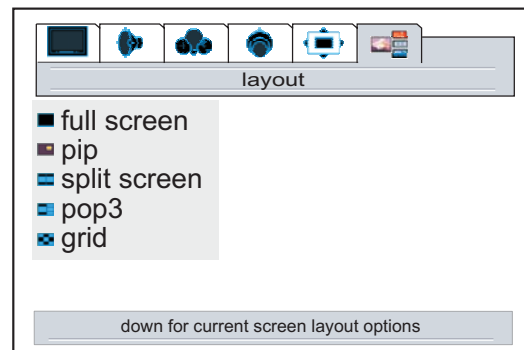 layout
full screen
pip
split screen
pop3
grid
down for current screen layout options